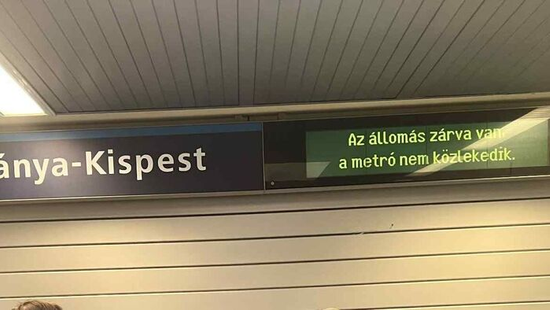 ánya-Kispest
Az állomás zárva van
a metró nem közlekedik.